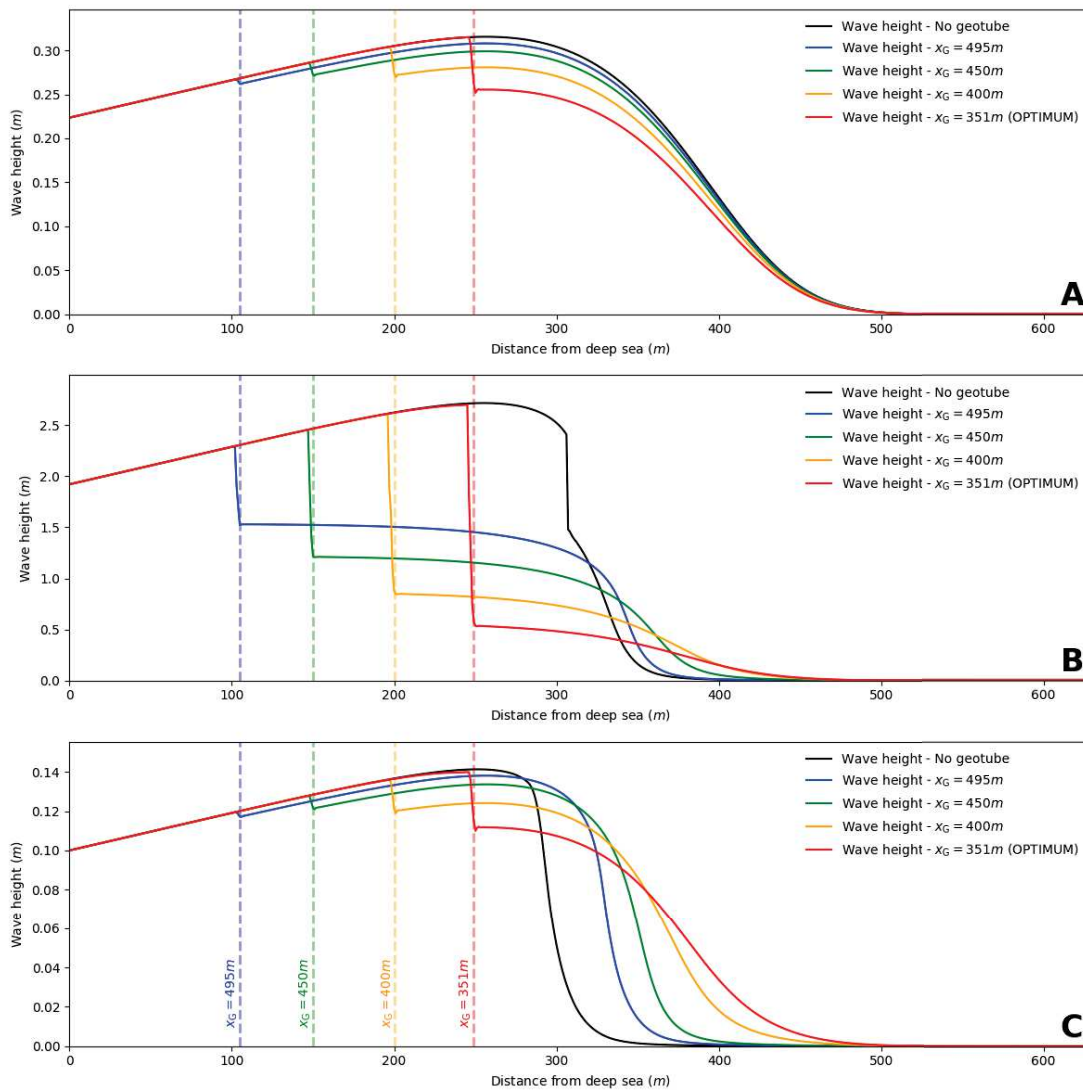 0.30
0.25
0.20
0.15
0.10
0.05
0.00
Wave height (m)
Wave height - No geotube
Wave height - xG = 495m
Wave height - xG = 450m
Wave height - xG = 400m
Wave height - xG = 351m (OPTIMUM)
A
0 100 200 300 400 500 600
Distance from deep sea (m)
2.5
2.0
1.5
1.0
0.5
0.0
Wave height (m)
Wave height - No geotube
Wave height - xG = 495m
Wave height - xG = 450m
Wave height - xG = 400m
Wave height - xG = 351m (OPTIMUM)
B
0 100 200 300 400 500 600
Distance from deep sea (m)
0.14
0.12
0.10
0.08
0.06
0.04
0.02
0.00
Wave height (m)
Wave height - No geotube
Wave height - xG = 495m
Wave height - xG = 450m
Wave height - xG = 400m
Wave height - xG = 351m (OPTIMUM)
xG = 495m
xG = 450m
xG = 400m
xG = 351m
C
0 100 200 300 400 500 600
Distance from deep sea (m)